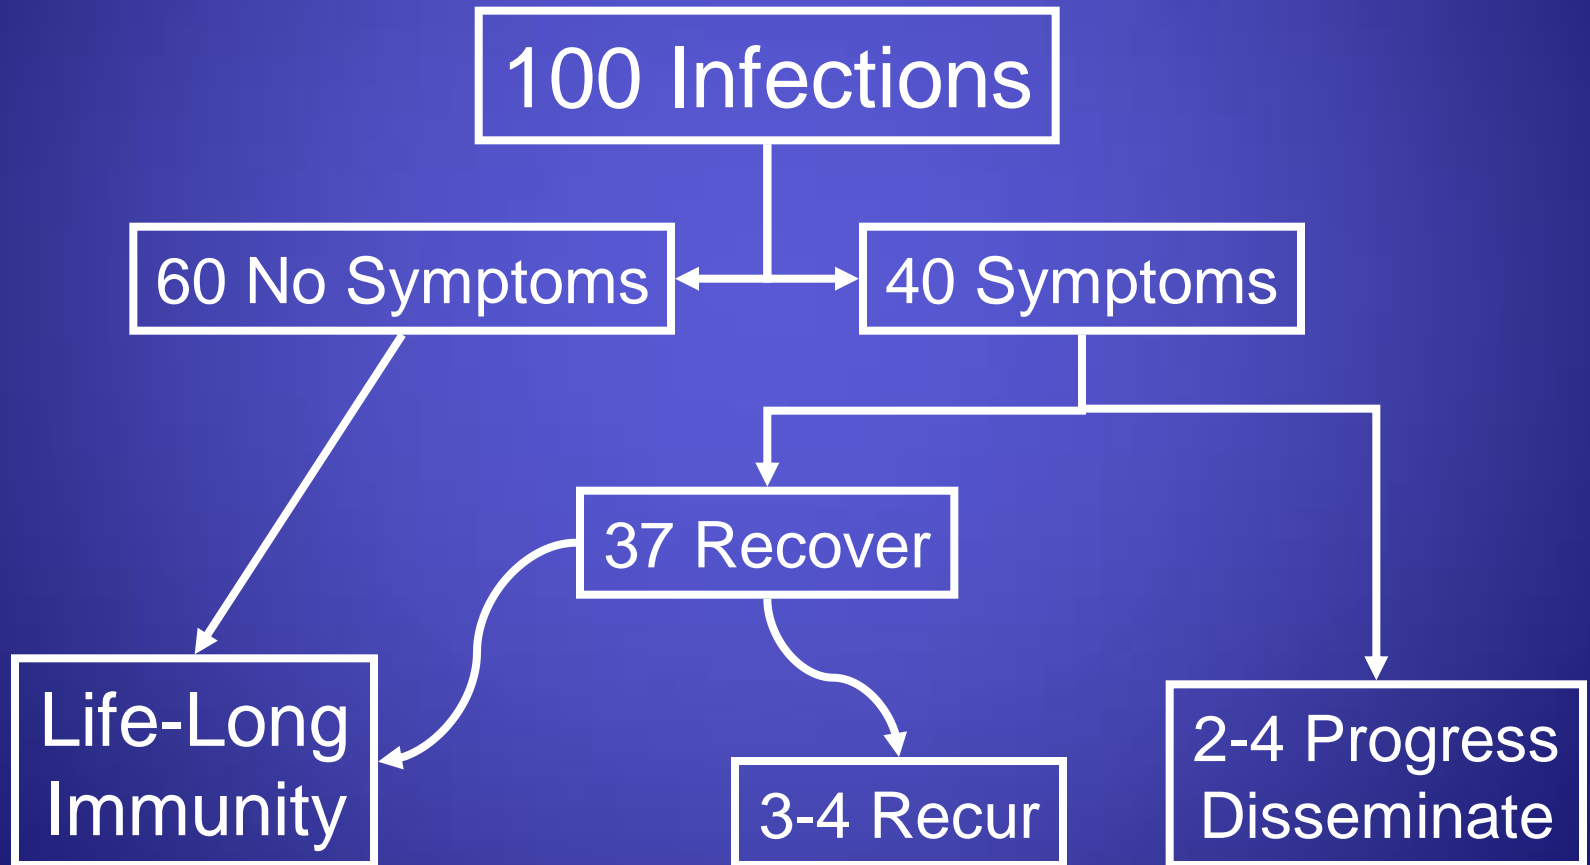 100 Infections
60 No Symptoms
40 Symptoms
37 Recover
Life-Long
Immunity
3-4 Recur
2-4 Progress
Disseminate